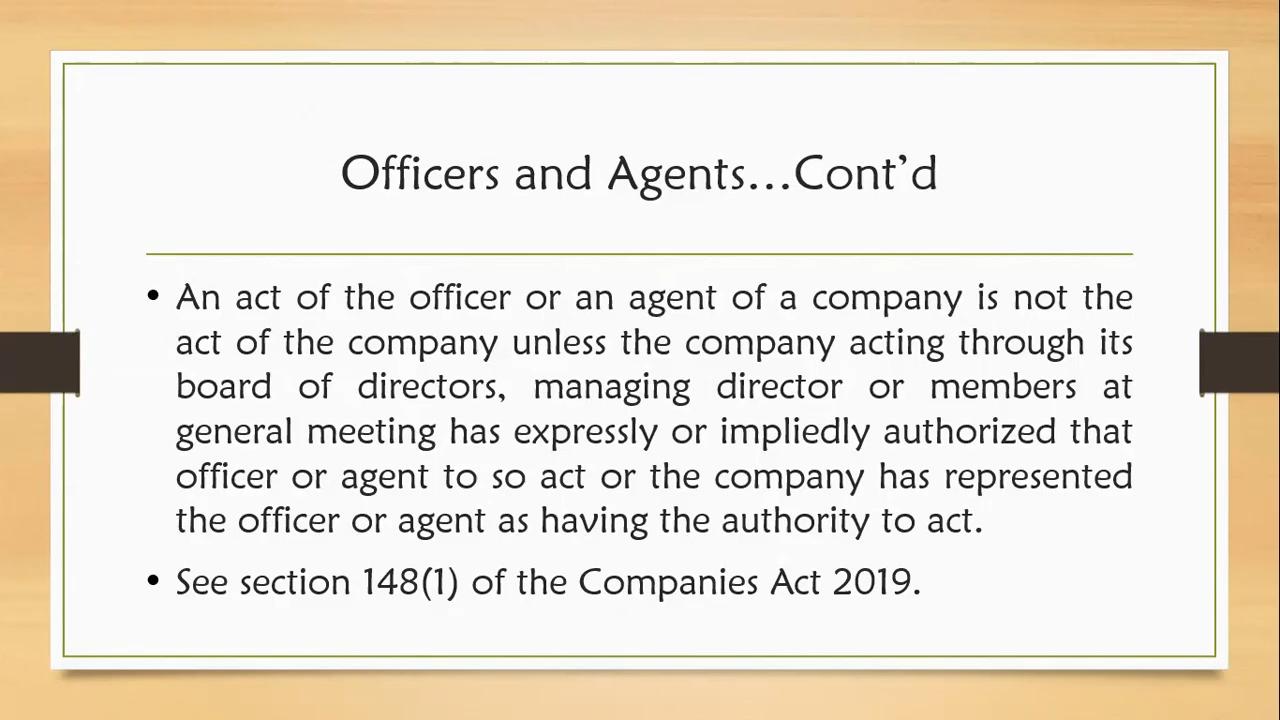 Officers and Agents…Cont’d
• An act of the officer or an agent of a company is not the
act of the company unless the company acting through its
board of directors, managing director or members at
general meeting has expressly or impliedly authorized that
officer or agent to so act or the company has represented
the officer or agent as having the authority to act.
• See section 148(1) of the Companies Act 2019.